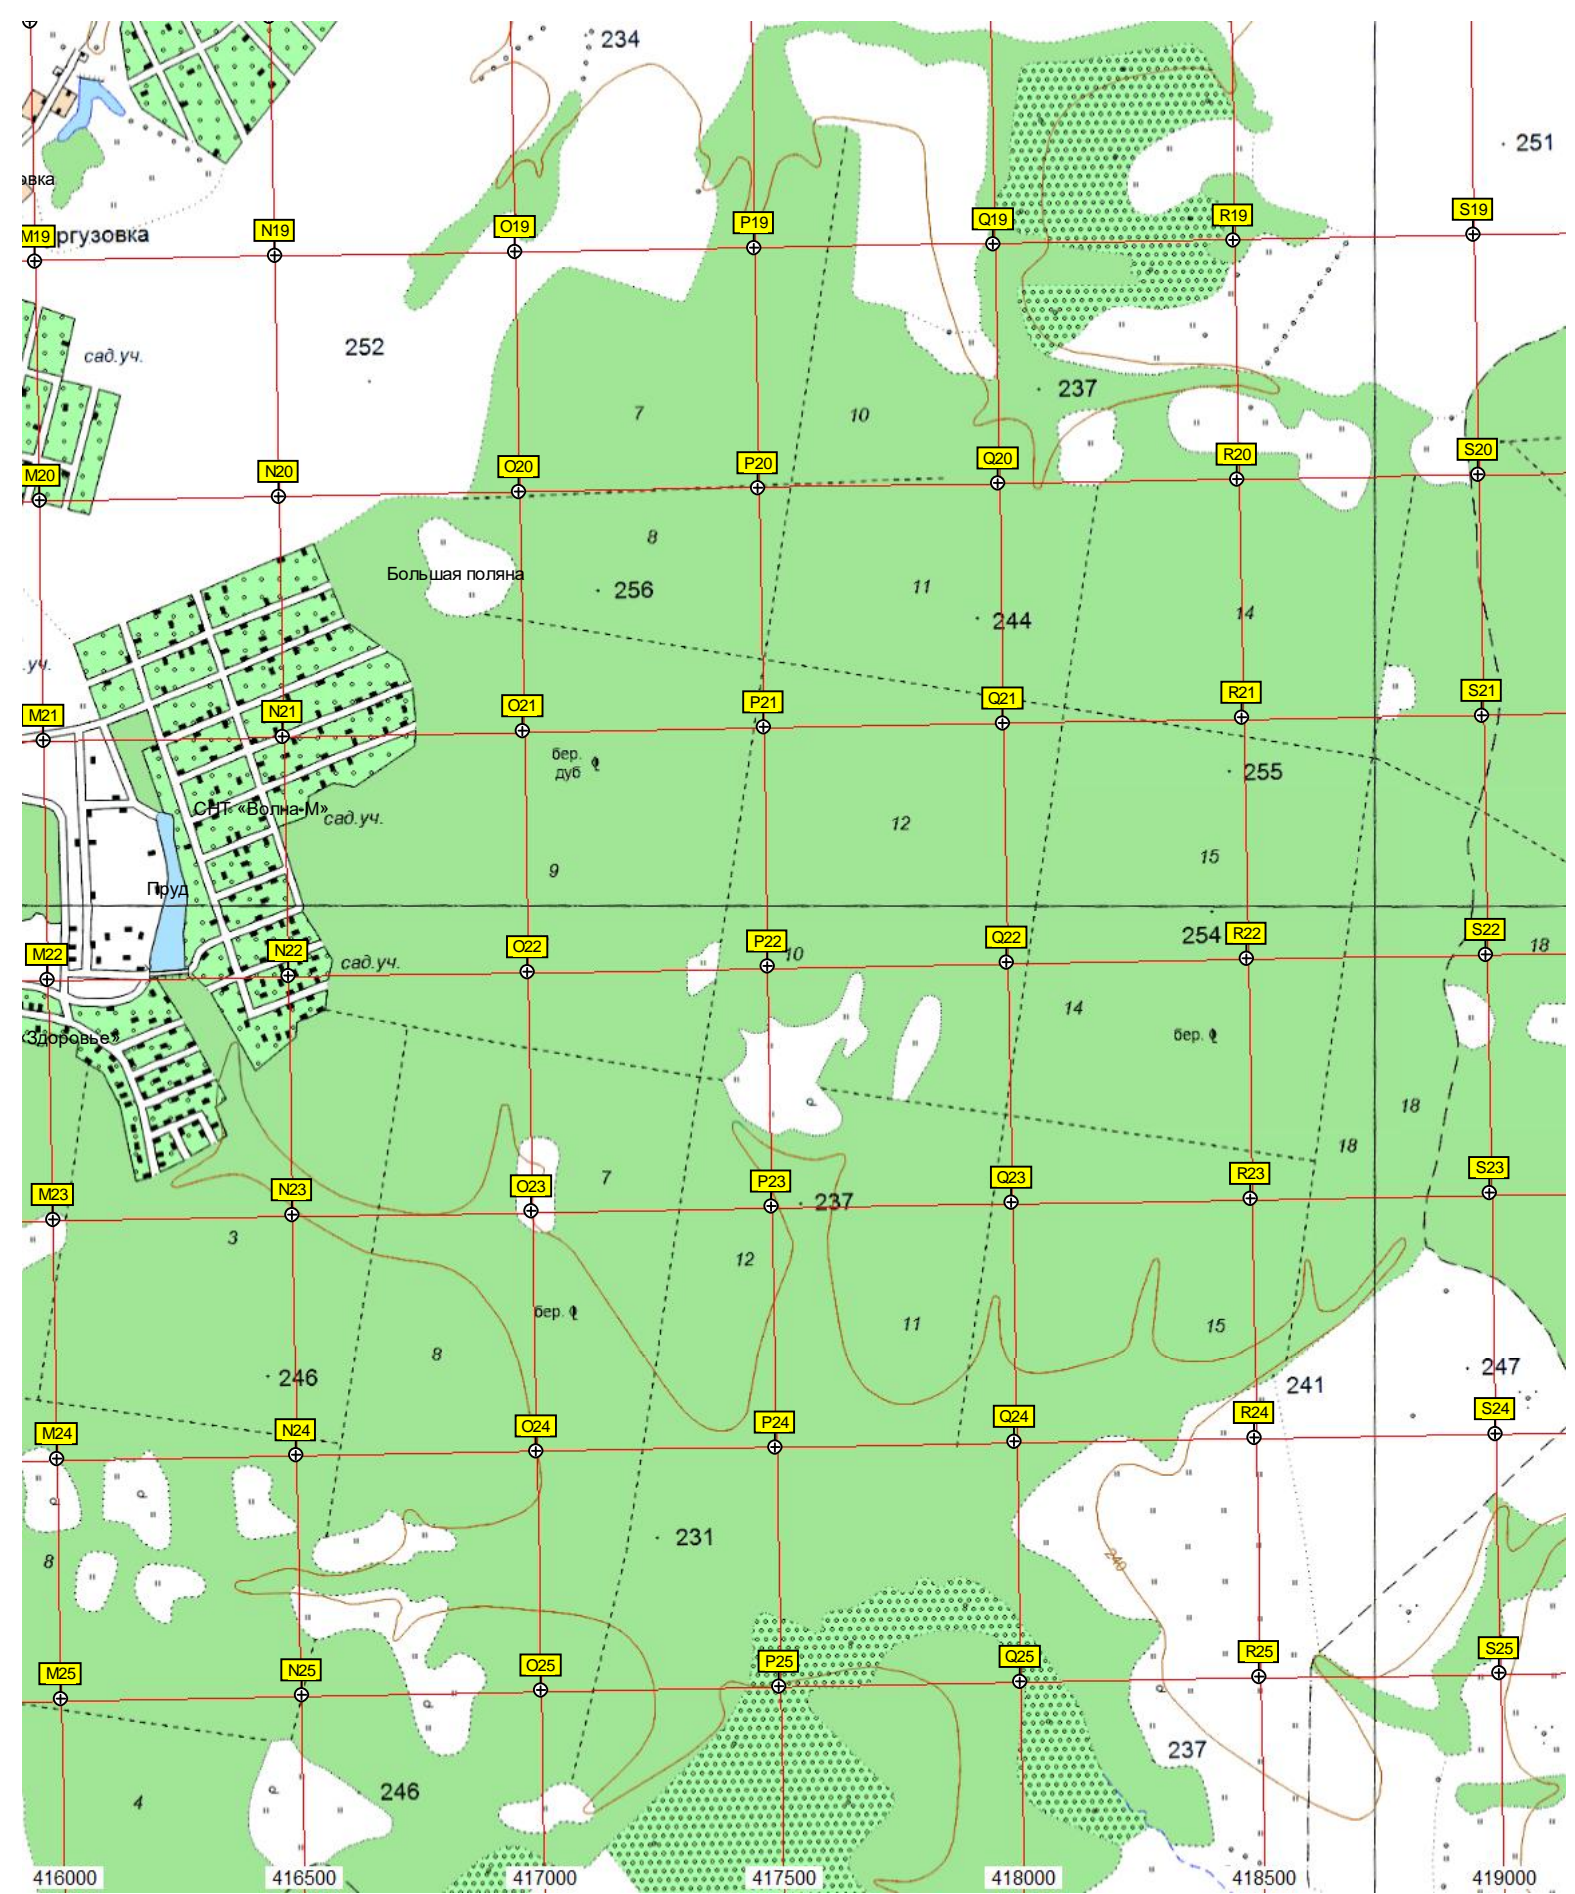 234
251
овка
M19
ргузовка
N19
O19
P19
Q19
R19
S19
сад.уч.
252
237
7
10
M20
N20
O20
P20
Q20
R20
S20
8
Большая поляна
256
11
244
14
.уч.
M21
N21
O21
P21
Q21
R21
S21
бер.
дуб
255
СНТ «Волна-М»
сад.уч.
12
15
9
Пруд
M22
N22
сад.уч.
O22
P22
10
Q22
254
R22
S22
18
«Здоровье»
14
бер.
18
18
M23
N23
O23
7
P23
237
Q23
R23
S23
3
12
бер.
11
15
8
246
241
247
M24
N24
O24
P24
Q24
R24
S24
231
8
240
M25
N25
O25
P25
Q25
R25
S25
237
4
246
416000
416500
417000
417500
418000
418500
419000